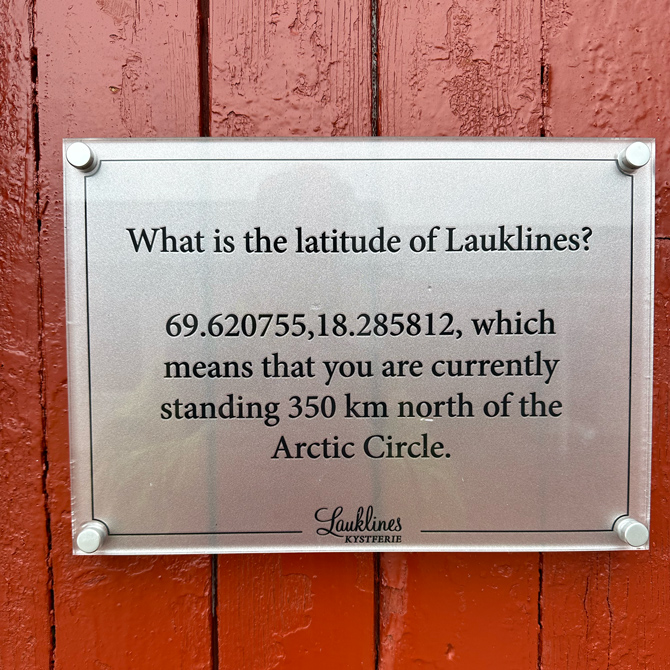 What is the latitude of Lauklines?
69.620755,18.285812, which
means that you are currently
standing 350 km north of the
Arctic Circle.
Lauklines
KYSTFERIE